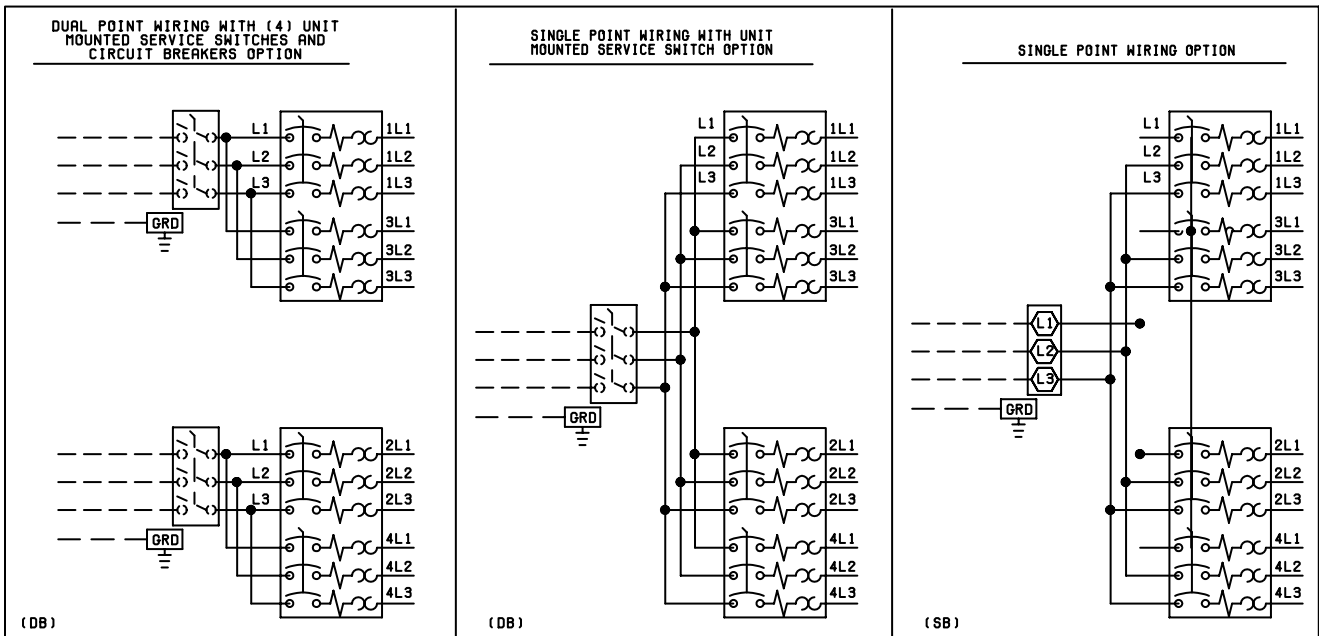 DUAL POINT WIRING WITH (4) UNIT
MOUNTED SERVICE SWITCHES AND
CIRCUIT BREAKERS OPTION
L1
1L1
L2
1L2
L3
1L3
3L1
GRD
3L2
3L3
L1
2L1
L2
2L2
L3
2L3
GRD
4L1
4L2
4L3
(DB)
SINGLE POINT WIRING WITH UNIT
MOUNTED SERVICE SWITCH OPTION
L1
1L1
L2
1L2
L3
1L3
3L1
3L2
3L3
GRD
2L1
2L2
2L3
4L1
4L2
4L3
(DB)
SINGLE POINT WIRING OPTION
L1
1L1
L2
1L2
L3
1L3
3L1
3L2
3L3
L1
L2
L3
GRD
2L1
2L2
2L3
4L1
4L2
4L3
(SB)